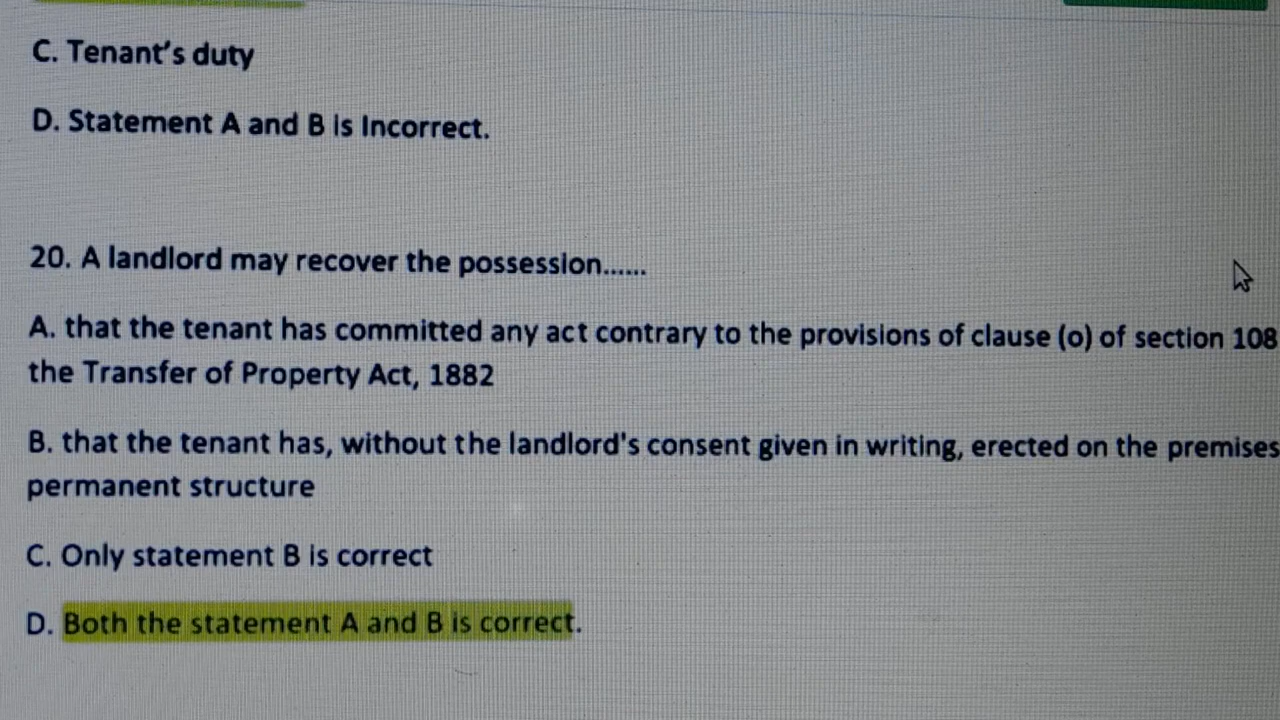 C. Tenant's duty
D. Statement A and B is Incorrect.
20. A landlord may recover the possession......
A. that the tenant has committed any act contrary to the provisions of clause (o) of section 108
the Transfer of Property Act, 1882
B. that the tenant has, without the landlord's consent given in writing, erected on the premises
permanent structure
C. Only statement B is correct
D. Both the statement A and B is correct.